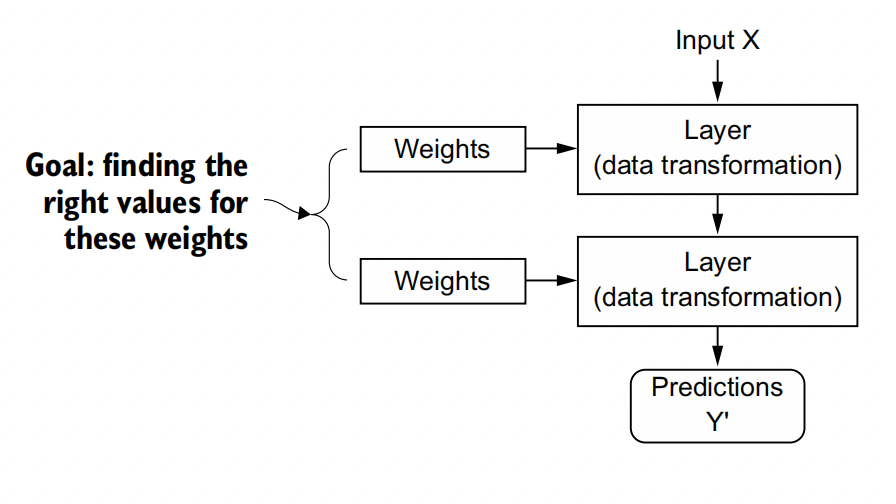 Input X
Goal: finding the
right values for
these weights
Weights
Layer
(data transformation)
Weights
Layer
(data transformation)
Predictions
Y'